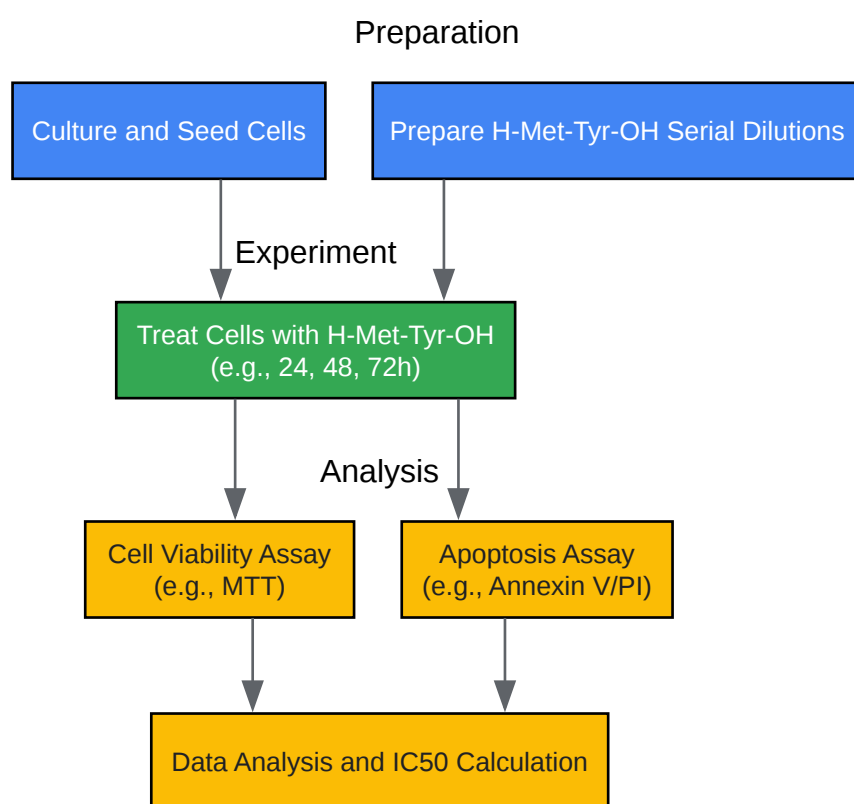 Preparation
Culture and Seed Cells
Prepare H-Met-Tyr-OH Serial Dilutions
Experiment
Treat Cells with H-Met-Tyr-OH
(e.g., 24, 48, 72h)
Analysis
Cell Viability Assay
(e.g., MTT)
Apoptosis Assay
(e.g., Annexin V/PI)
Data Analysis and IC50 Calculation